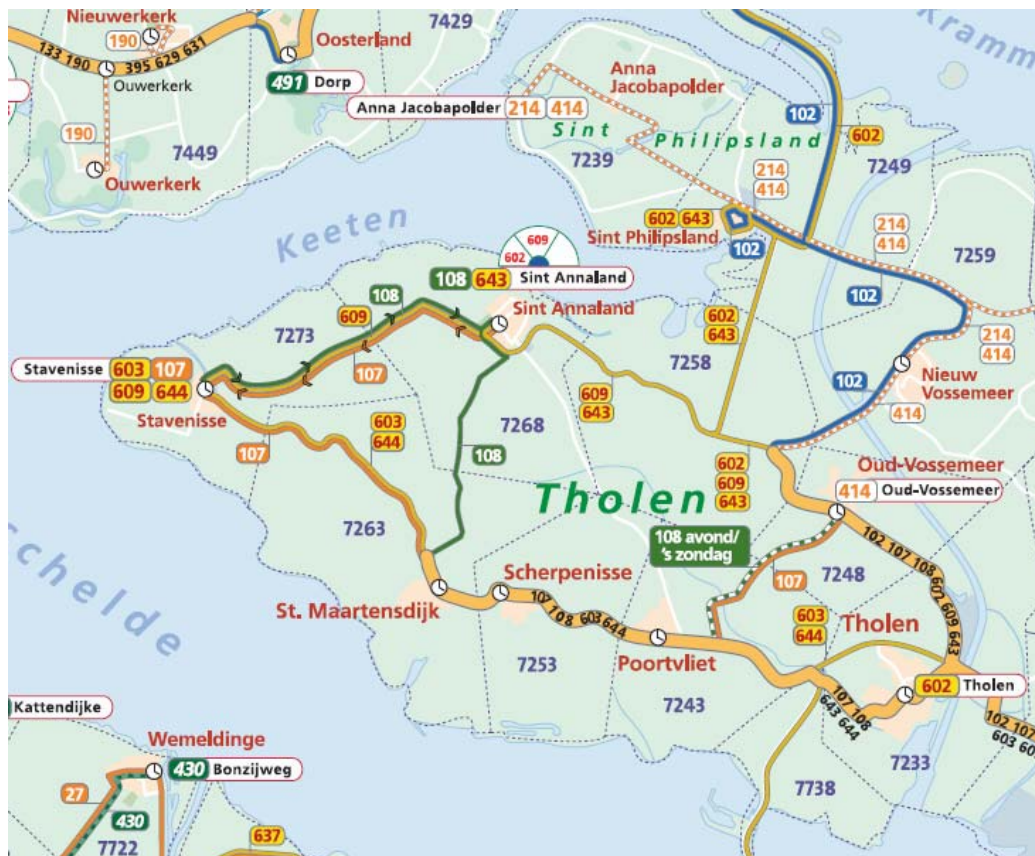 Nieuwerkerk
190
7429
Kramm
133 190
395 629 631
Oosterland
Ouwerkerk
491 Dorp
Anna
Jacobapolder
Anna Jacobapolder 214 414
102
602
190
Sint
Philipsland
7449
7239
214
414
7249
Ouwerkerk
Keeten
602 643
Sint Philipsland
102
214
414
7259
609
602
108 643 Sint Annaland
102
108
Sint Annaland
609
7273
602
643
214
414
7258
107
Stavenisse 603 107
609 644
102
Nieuw
Vossemeer
609
643
414
Stavenisse
603
644
7268
107
108
602
609
643
Oud-Vossemeer
Tholen
414 Oud-Vossemeer
7263
108 avond/
's zondag
102 107 108
601 609 643
schelde
107
7248
Scherpenisse
107
108
603 644
St. Maartensdijk
603
644
Tholen
Poortvliet
7253
602 Tholen
7243
107 108
643 644
Kattendijke
102 107
603 60
Wemeldinge
7233
430 Bonzijweg
7738
27
430
637
7722